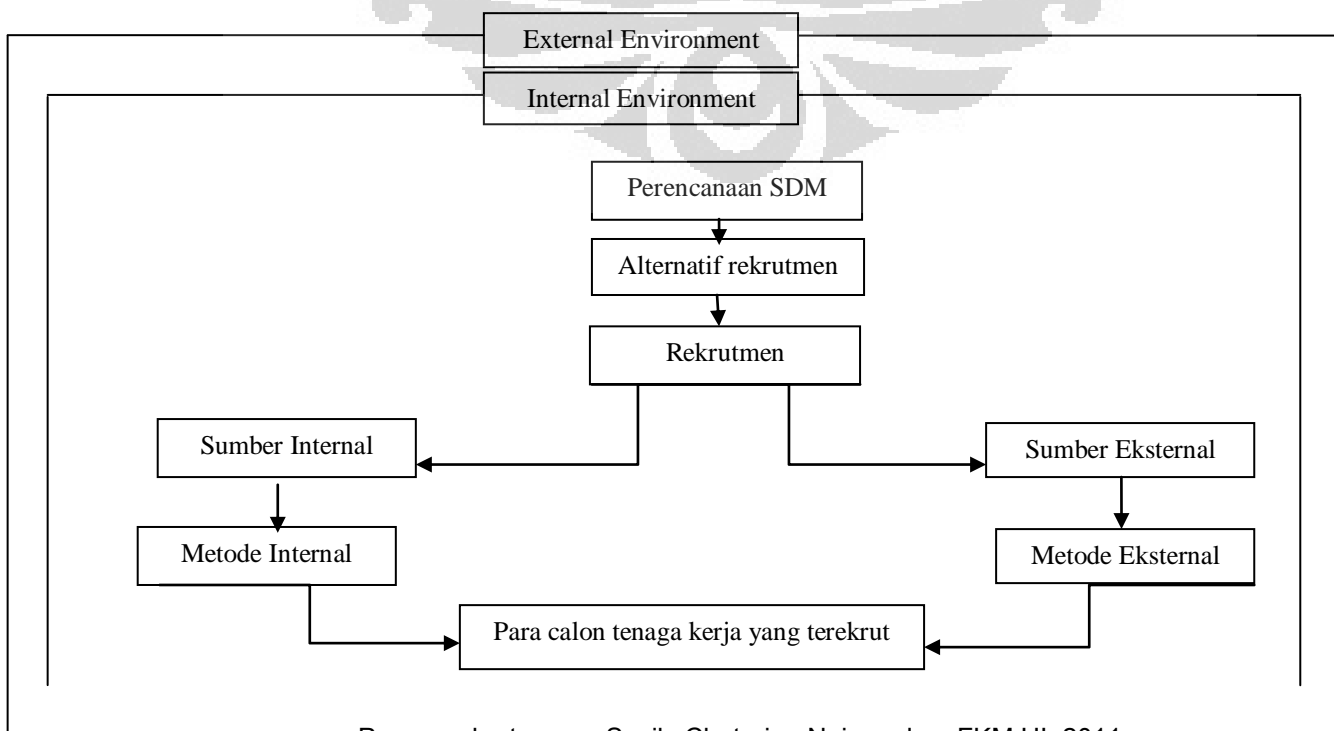 External Environment
Internal Environment
Perencanaan SDM
Alternatif rekrutmen
Rekrutmen
Sumber Internal
Sumber Eksternal
Metode Internal
Metode Eksternal
Para calon tenaga kerja yang terekrut